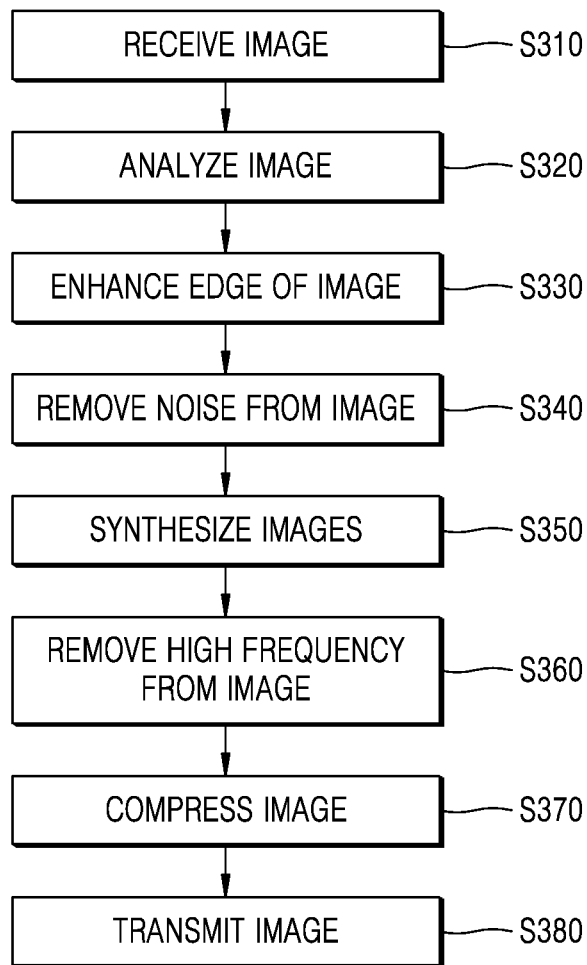 RECEIVE IMAGE S310
ANALYZE IMAGE S320
ENHANCE EDGE OF IMAGE S330
REMOVE NOISE FROM IMAGE S340
SYNTHESIZE IMAGES S350
REMOVE HIGH FREQUENCY
FROM IMAGE S360
COMPRESS IMAGE S370
TRANSMIT IMAGE S380